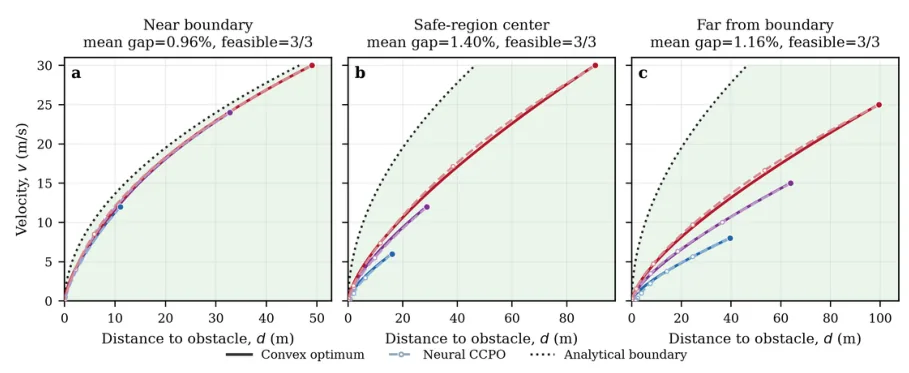 Near boundary
mean gap=0.96%, feasible=3/3
Safe-region center
mean gap=1.40%, feasible=3/3
Far from boundary
mean gap=1.16%, feasible=3/3
a
b
c
Velocity, v (m/s)
30
25
20
15
10
5
0
0 10 20 30 40 50
0 20 40 60 80
0 20 40 60 80 100
Distance to obstacle, d (m)
Distance to obstacle, d (m)
Distance to obstacle, d (m)
Convex optimum
Neural CCPO
Analytical boundary